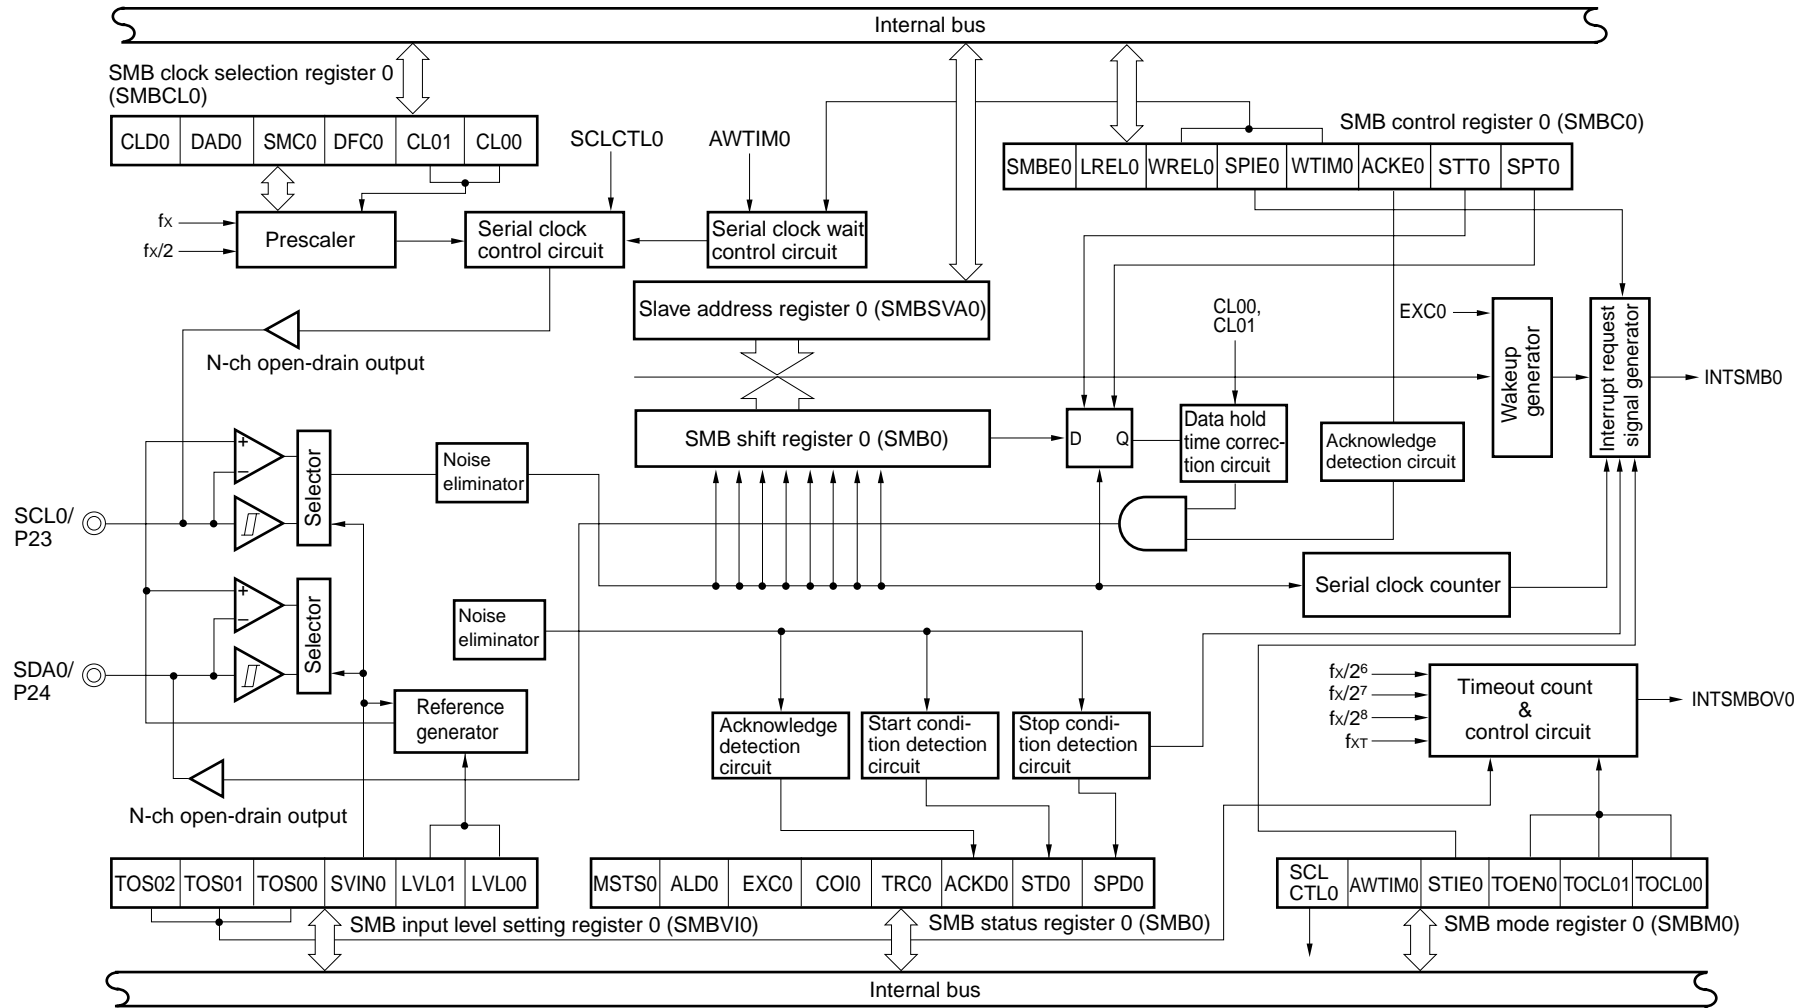 Internal bus
SMB clock selection register 0
(SMBCL0)
CLD0 DAD0 SMC0 DFC0 CL01 CL00
SCLCTL0
AWTIM0
SMB control register 0 (SMBC0)
SMBE0 LREL0 WREL0 SPIE0 WTIM0 ACKE0 STT0 SPT0
fX
fX/2
Prescaler
Serial clock
control circuit
Serial clock wait
control circuit
Slave address register 0 (SMBSVA0)
N-ch open-drain output
CL00,
CL01
EXC0
Wakeup
generator
Interrupt request
signal generator
INTSMB0
SMB shift register 0 (SMB0)
D Q
Data hold
time correc-
tion circuit
Acknowledge
detection circuit
+
−
Selector
Noise
eliminator
SCL0/
P23
Serial clock counter
+
−
Selector
Noise
eliminator
SDA0/
P24
Reference
generator
Acknowledge
detection
circuit
Start condi-
tion detection
circuit
Stop condi-
tion detection
circuit
fX/2⁶
fX/2⁷
fX/2⁸
fXT
Timeout count
&
control circuit
INTSMBOV0
N-ch open-drain output
TOS02 TOS01 TOS00 SVIN0 LVL01 LVL00
MSTS0 ALD0 EXC0 COI0 TRC0 ACKD0 STD0 SPD0
SCL
CTL0 AWTIM0 STIE0 TOEN0 TOCL01 TOCL00
SMB input level setting register 0 (SMBVI0)
SMB status register 0 (SMB0)
SMB mode register 0 (SMBM0)
Internal bus